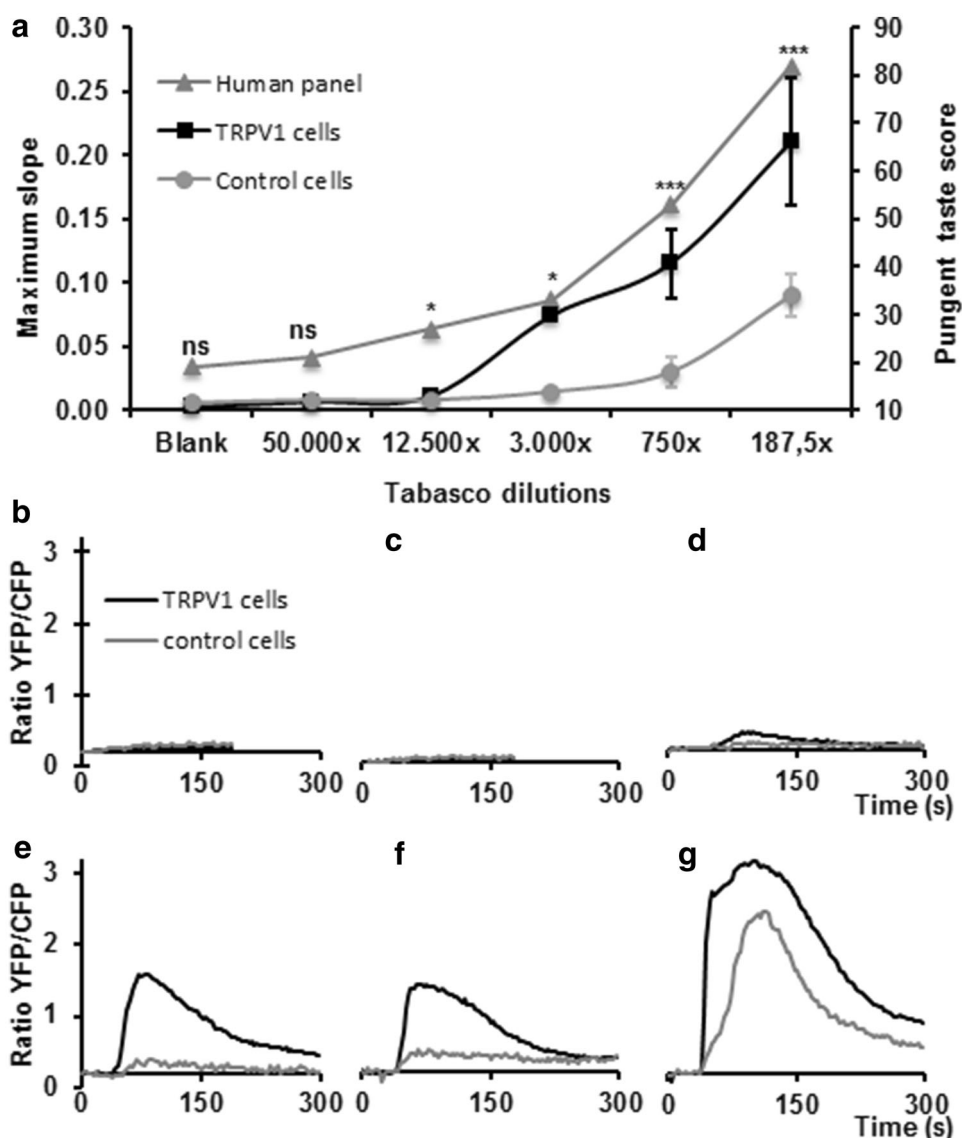 a
0.30
0.25
0.20
0.15
0.10
0.05
0.00
Maximum slope
90
80
70
60
50
40
30
20
10
Pungent taste score
Human panel
TRPV1 cells
Control cells
ns
ns
*
*
***
***
Blank 50.000x 12.500x 3.000x 750x 187,5x
Tabasco dilutions
b
c
d
3
2
1
0
Ratio YFP/CFP
TRPV1 cells
control cells
0 150 300
0 150 300
0 150 300
Time (s)
e
f
g
3
2
1
0
Ratio YFP/CFP
0 150 300
0 150 300
0 150 300
Time (s)